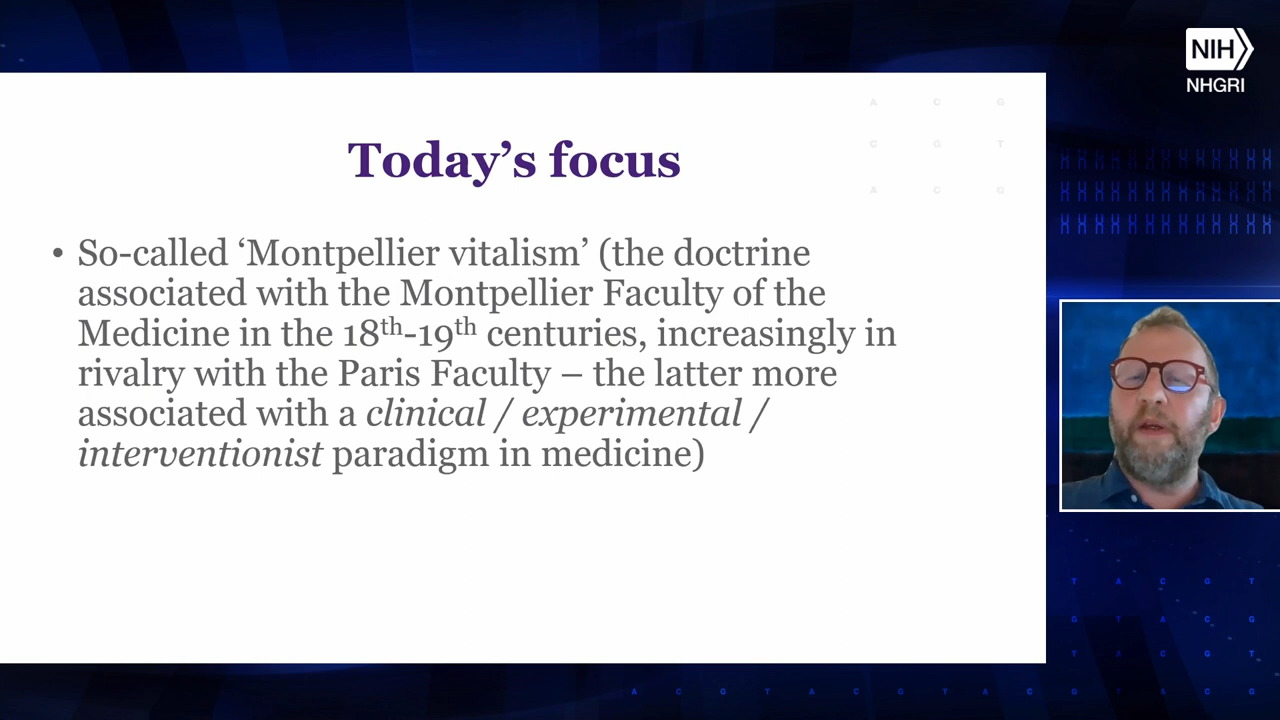 NIH
NHGRI
A C G
C G T
A C G
Today’s focus
• So-called ‘Montpellier vitalism’ (the doctrine
associated with the Montpellier Faculty of the
Medicine in the 18th-19th centuries, increasingly in
rivalry with the Paris Faculty – the latter more
associated with a clinical / experimental /
interventionist paradigm in medicine)
T A C G T
G T A C G
T A C G T
A C G T A C G T A C G T A C G